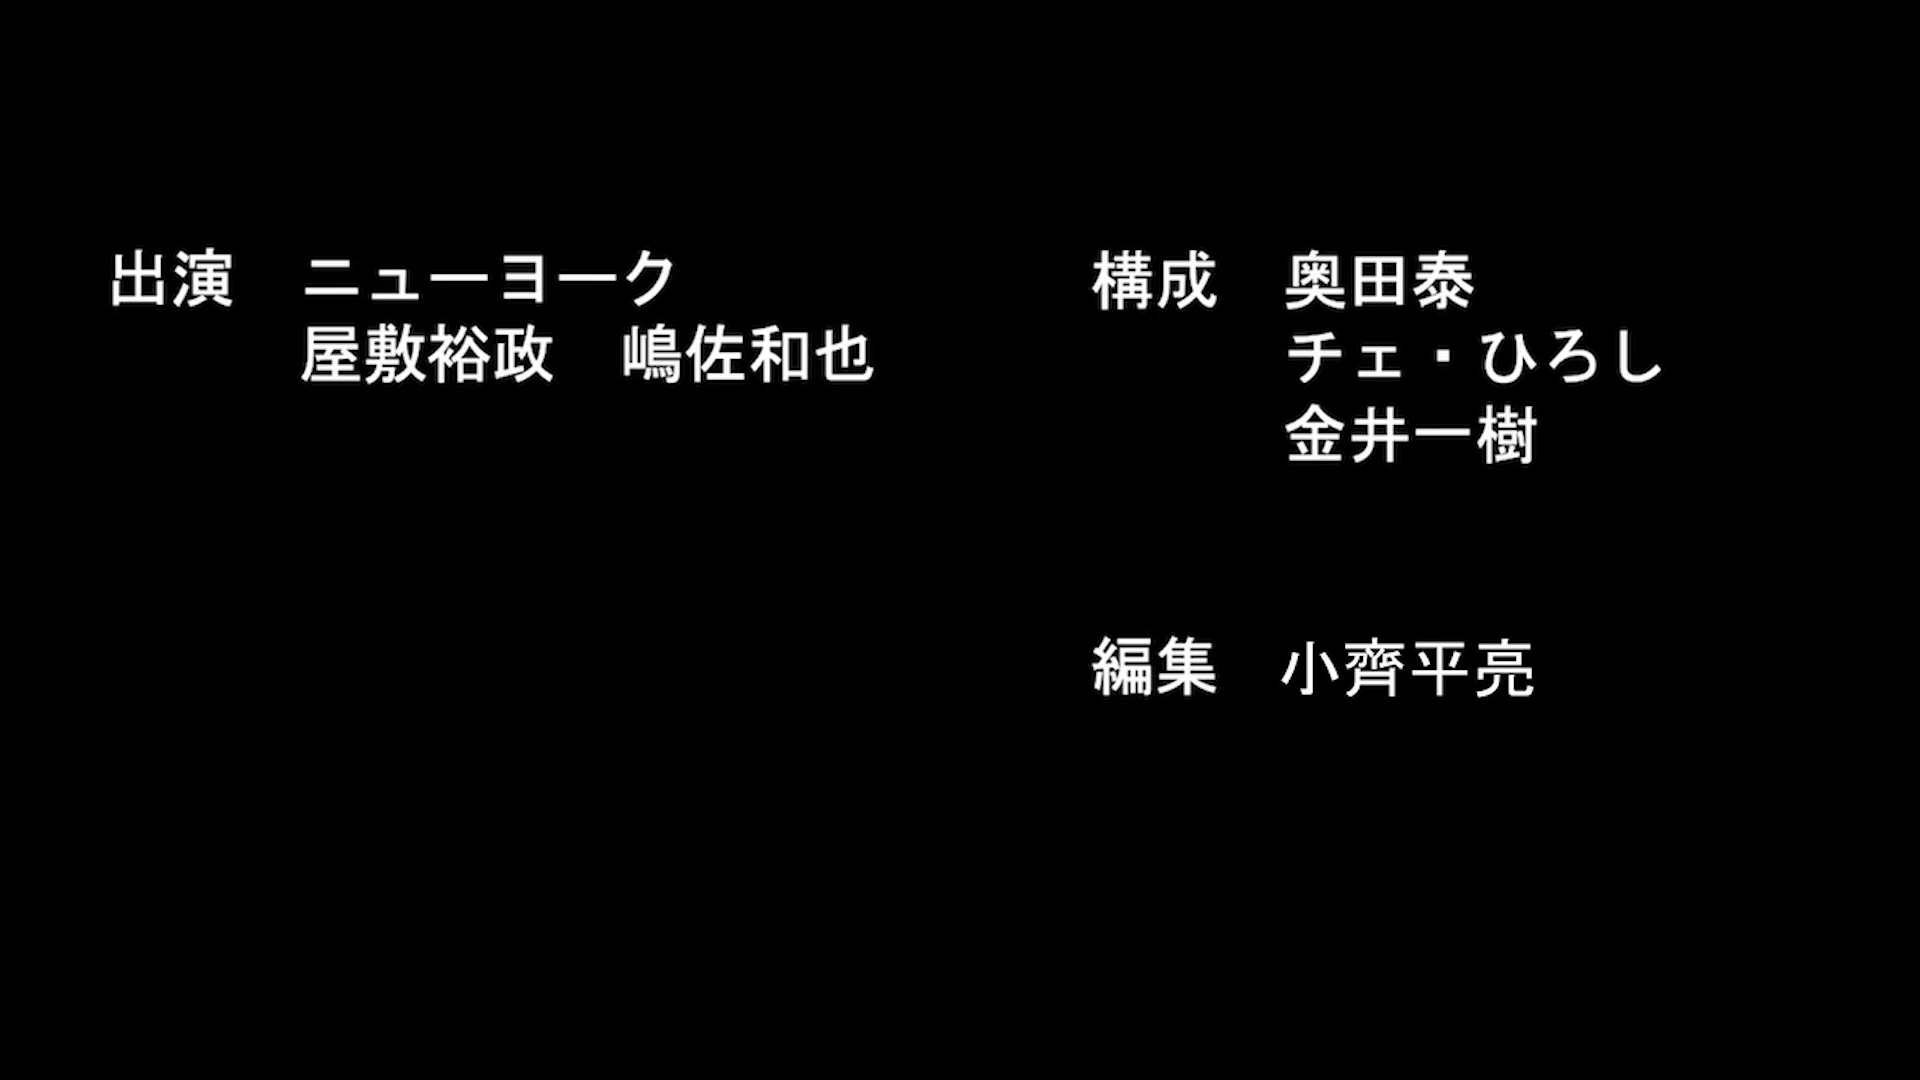 出演　ニューヨーク
屋敷裕政　嶋佐和也
構成　奥田泰
チェ・ひろし
金井一樹
編集　小齊平亮